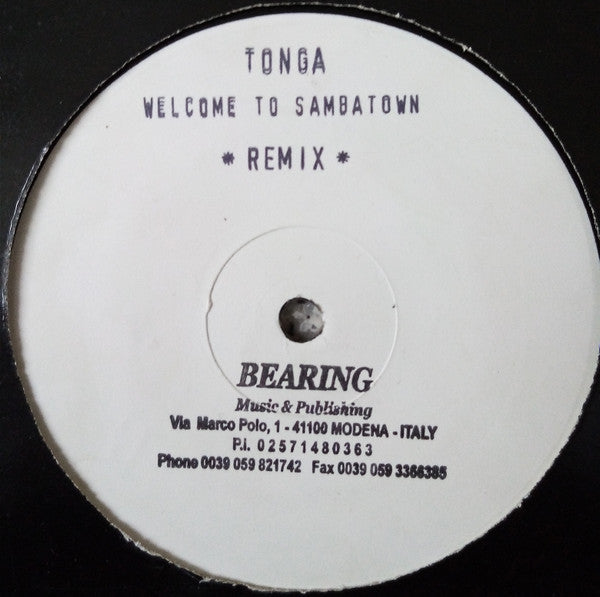 TONGA
WELCOME TO SAMBATOWN
* REMIX *
BEARING
Music & Publishing
Via Marco Polo, 1 - 41100 MODENA - ITALY
P.i. 02571480363
Phone 0039 059 821742 Fax 0039 059 3366385